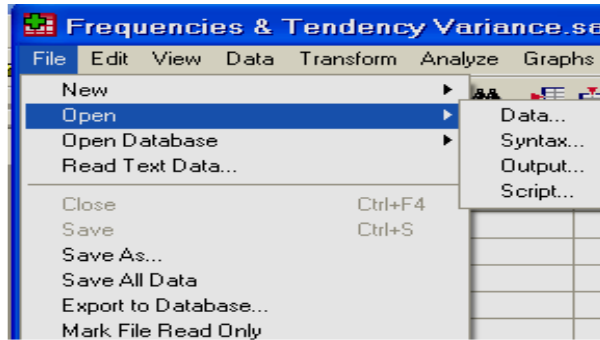 Frequencies & Tendency Variance.sa
File Edit View Data Transform Analyze Graphs
New
Open
Open Database
Read Text Data...
Close Ctrl+F4
Save Ctrl+S
Save As...
Save All Data
Export to Database...
Mark File Read Only
Data...
Syntax...
Output...
Script...